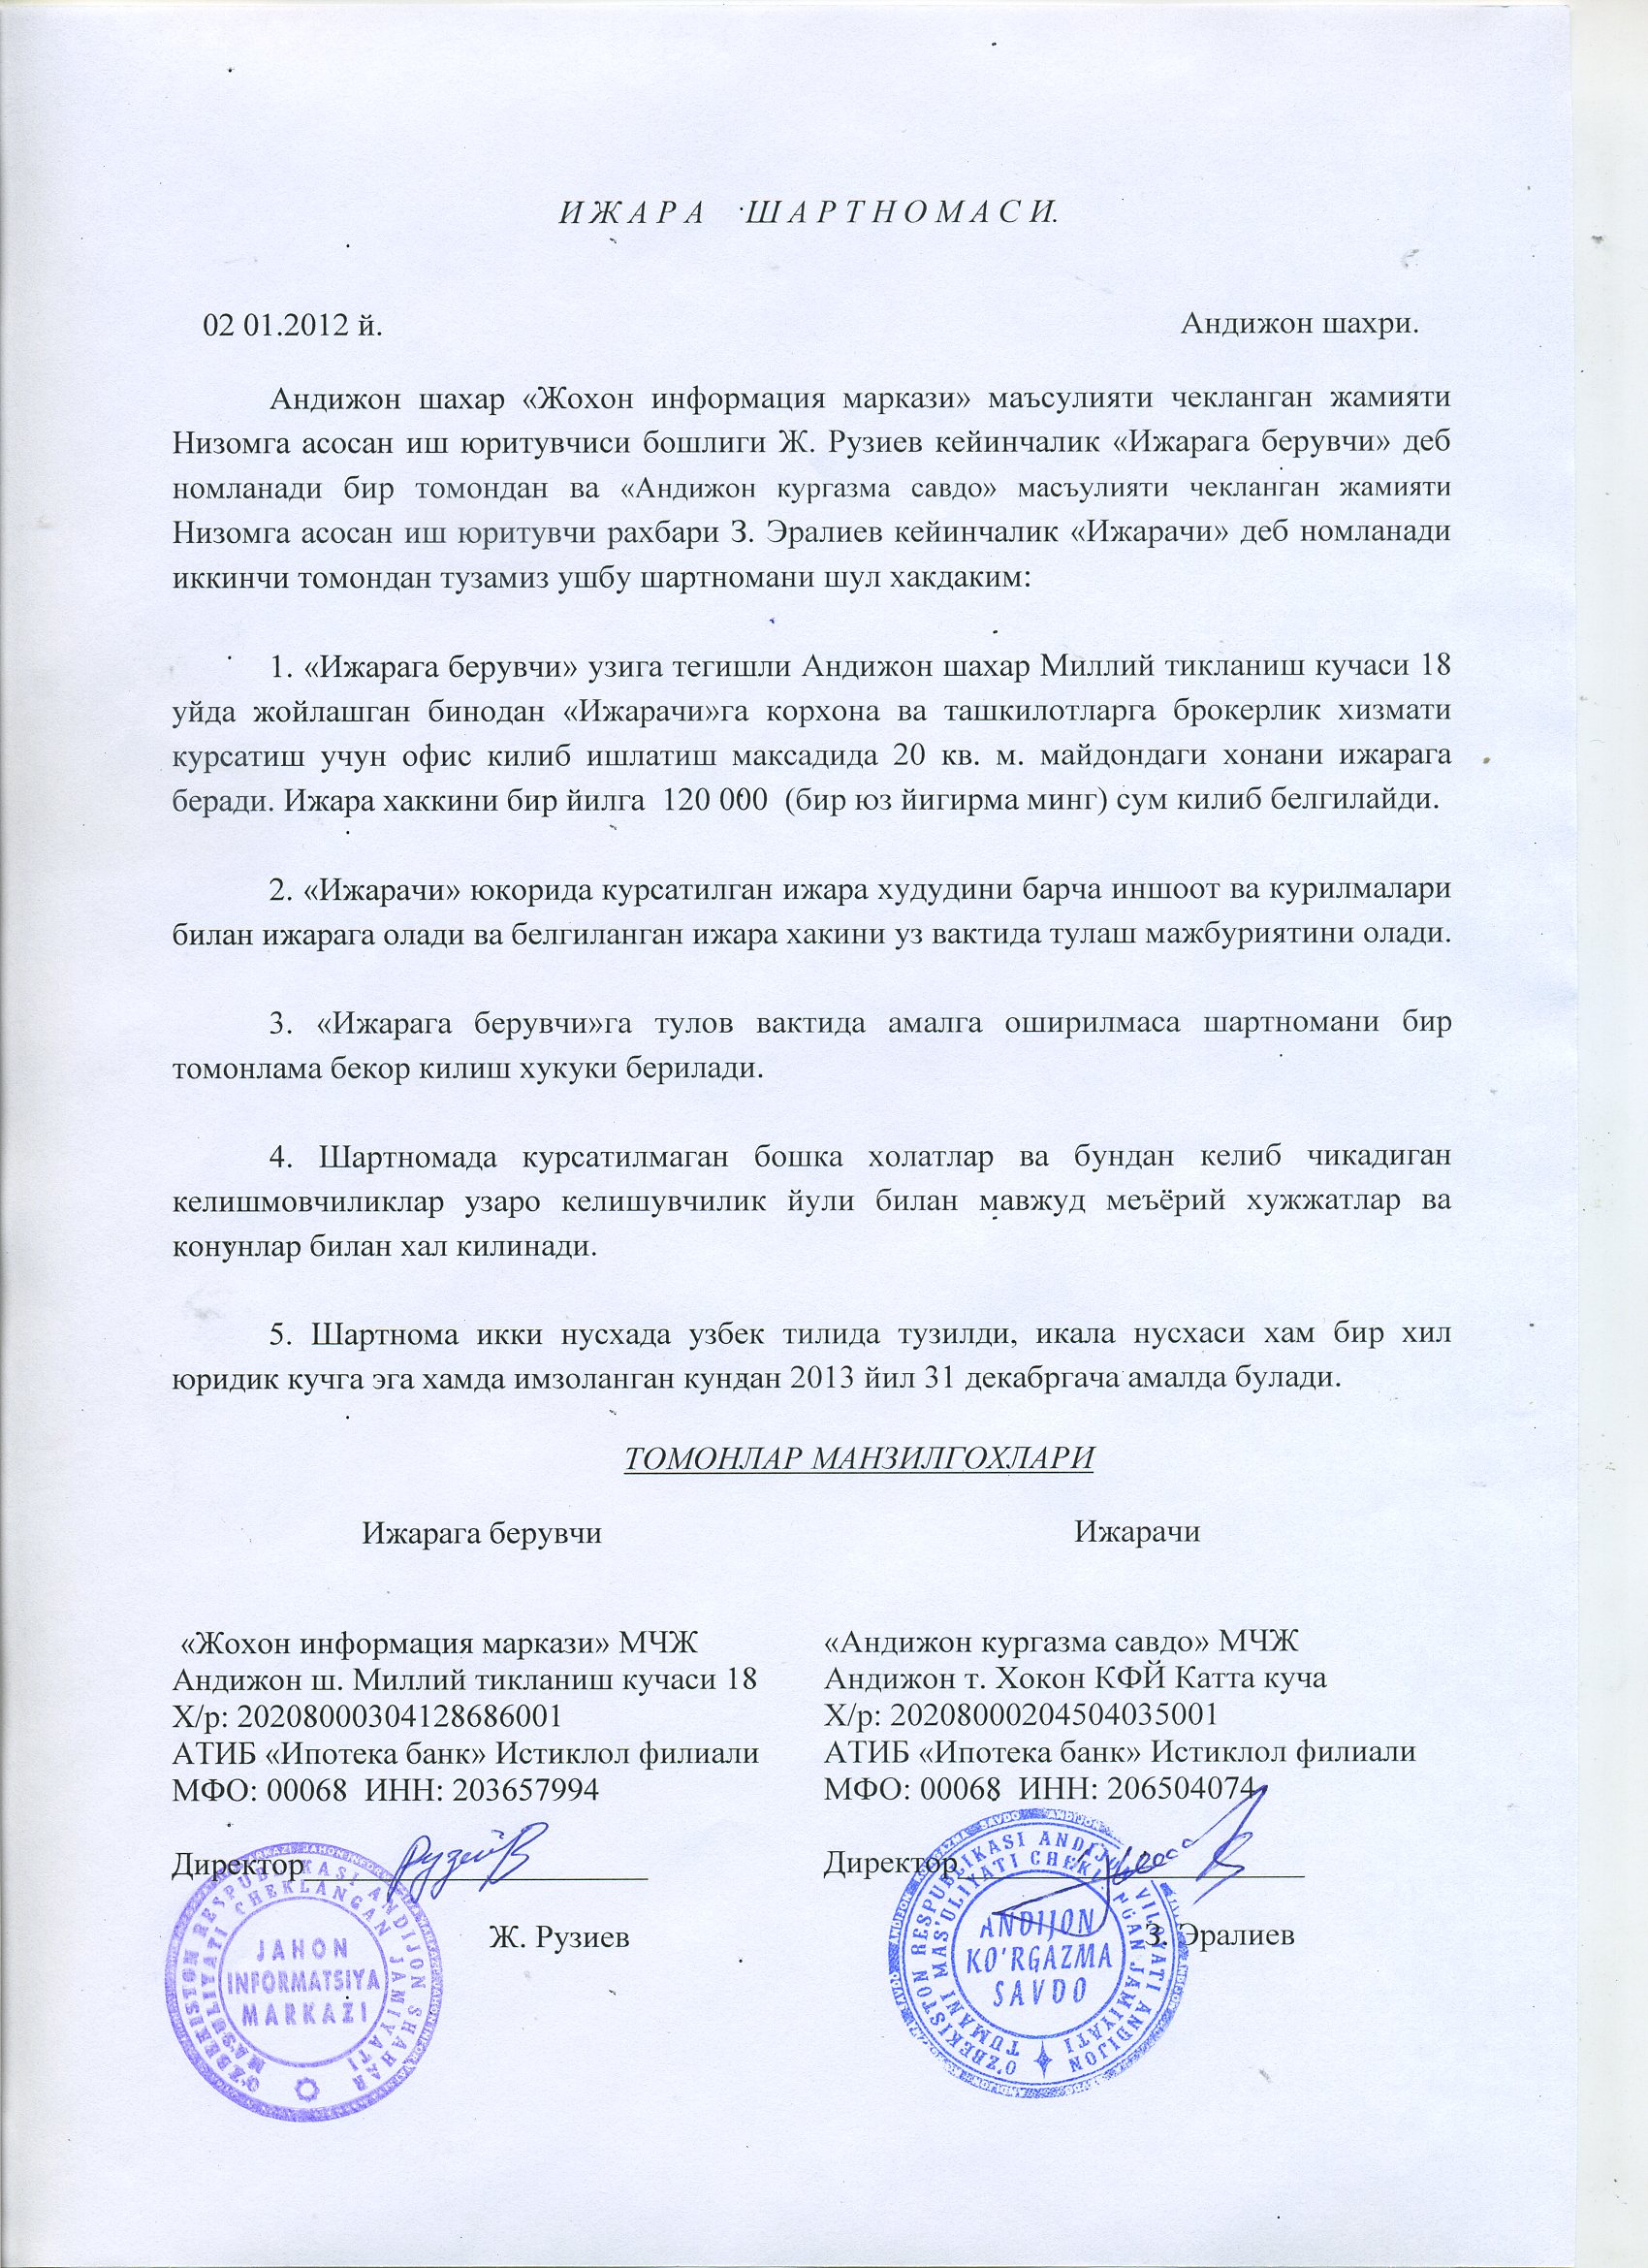 ИЖАРА ШАРТНОМАСИ.
02 01.2012 й. Андижон шахри.
Андижон шахар «Жохон информация маркази» маъсулияти чекланган жамияти
Низомга асосан иш юритувчиси бошлиги Ж. Рузиев кейинчалик «Ижарага берувчи» деб
номланади бир томондан ва «Андижон кургазма савдо» масъулияти чекланган жамияти
Низомга асосан иш юритувчи рахбари З. Эралиев кейинчалик «Ижарачи» деб номланади
иккинчи томондан тузамиз ушбу шартномани шул хакдаким:
1. «Ижарага берувчи» узига тегишли Андижон шахар Миллий тикланиш кучаси 18
уйда жойлашган бинодан «Ижарачи»га корхона ва ташкилотларга брокерлик хизмати
курсатиш учун офис килиб ишлатиш максадида 20 кв. м. майдондаги хонани ижарага
беради. Ижара хаккини бир йилга 120 000 (бир юз йигирма минг) сум килиб белгилайди.
2. «Ижарачи» юкорида курсатилган ижара худудини барча иншоот ва курилмалари
билан ижарага олади ва белгиланган ижара хакини уз вактида тулаш мажбуриятини олади.
3. «Ижарага берувчи»га тулов вактида амалга оширилмаса шартномани бир
томонлама бекор килиш хукуки берилади.
4. Шартномада курсатилмаган бошка холатлар ва бундан келиб чикадиган
келишмовчиликлар узаро келишувчилик йули билан мавжуд меъёрий хужжатлар ва
конунлар билан хал килинади.
5. Шартнома икки нусхада узбек тилида тузилди, икала нусхаси хам бир хил
юридик кучга эга хамда имзоланган кундан 2013 йил 31 декабргача амалда булади.
ТОМОНЛАР МАНЗИЛГОХЛАРИ
Ижарага берувчи Ижарачи
«Жохон информация маркази» МЧЖ «Андижон кургазма савдо» МЧЖ
Андижон ш. Миллий тикланиш кучаси 18 Андижон т. Хокон КФЙ Катта куча
Х/р: 20208000304128686001 Х/р: 20208000204504035001
АТИБ «Ипотека банк» Истиклол филиали АТИБ «Ипотека банк» Истиклол филиали
МФО: 00068 ИНН: 203657994 МФО: 00068 ИНН: 206504074
Директор Директор
Ж. Рузиев З. Эралиев
O'ZBEKISTON RESPUBLIKASI ANDIJON SHAHAR
MAS'ULIYATI CHEKLANGAN JAMIYATI
JAHON
INFORMATSIYA
MARKAZI
O'ZBEKISTON RESPUBLIKASI ANDIJON VILOYATI ANDIJON
TUMANI MAS'ULIYATI CHEKLANGAN JAMIYATI
ANDIJON
KO'RGAZMA
SAVDO